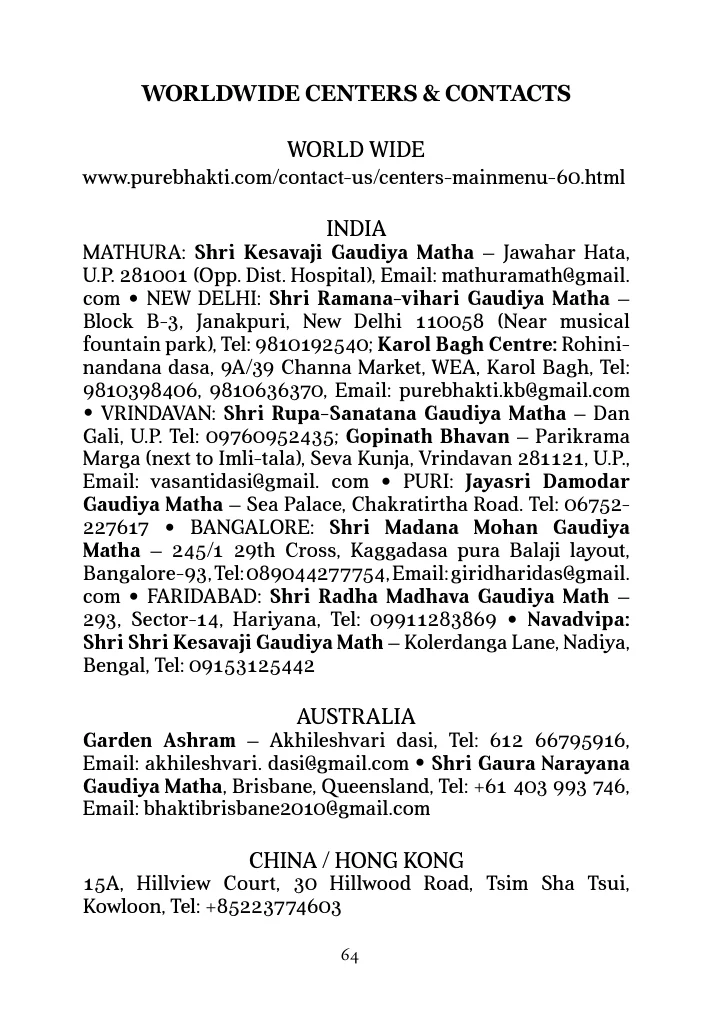 WORLDWIDE CENTERS & CONTACTS
WORLD WIDE
www.purebhakti.com/contact-us/centers-mainmenu-60.html
INDIA
MATHURA: Shri Kesavaji Gaudiya Matha – Jawahar Hata,
U.P. 281001 (Opp. Dist. Hospital), Email: mathuramath@gmail.
com • NEW DELHI: Shri Ramana-vihari Gaudiya Matha –
Block B-3, Janakpuri, New Delhi 110058 (Near musical
fountain park), Tel: 9810192540; Karol Bagh Centre: Rohini-
nandana dasa, 9A/39 Channa Market, WEA, Karol Bagh, Tel:
9810398406, 9810636370, Email: purebhakti.kb@gmail.com
• VRINDAVAN: Shri Rupa-Sanatana Gaudiya Matha – Dan
Gali, U.P. Tel: 09760952435; Gopinath Bhavan – Parikrama
Marga (next to Imli-tala), Seva Kunja, Vrindavan 281121, U.P.,
Email: vasantidasi@gmail. com • PURI: Jayasri Damodar
Gaudiya Matha – Sea Palace, Chakratirtha Road. Tel: 06752-
227617 • BANGALORE: Shri Madana Mohan Gaudiya
Matha – 245/1 29th Cross, Kaggadasa pura Balaji layout,
Bangalore-93, Tel: 089044277754, Email: giridharidas@gmail.
com • FARIDABAD: Shri Radha Madhava Gaudiya Math –
293, Sector-14, Hariyana, Tel: 09911283869 • Navadvipa:
Shri Shri Kesavaji Gaudiya Math – Kolerdanga Lane, Nadiya,
Bengal, Tel: 09153125442
AUSTRALIA
Garden Ashram – Akhileshvari dasi, Tel: 612 66795916,
Email: akhileshvari. dasi@gmail.com • Shri Gaura Narayana
Gaudiya Matha, Brisbane, Queensland, Tel: +61 403 993 746,
Email: bhaktibrisbane2010@gmail.com
CHINA / HONG KONG
15A, Hillview Court, 30 Hillwood Road, Tsim Sha Tsui,
Kowloon, Tel: +85223774603
64